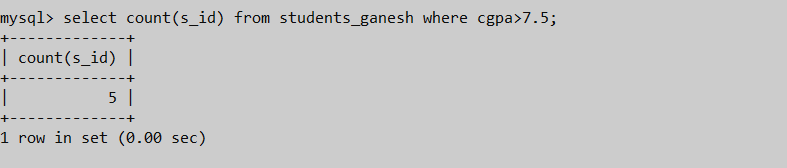 mysql> select count(s_id) from students_ganesh where cgpa>7.5;
+-------------+
| count(s_id) |
+-------------+
|           5 |
+-------------+
1 row in set (0.00 sec)